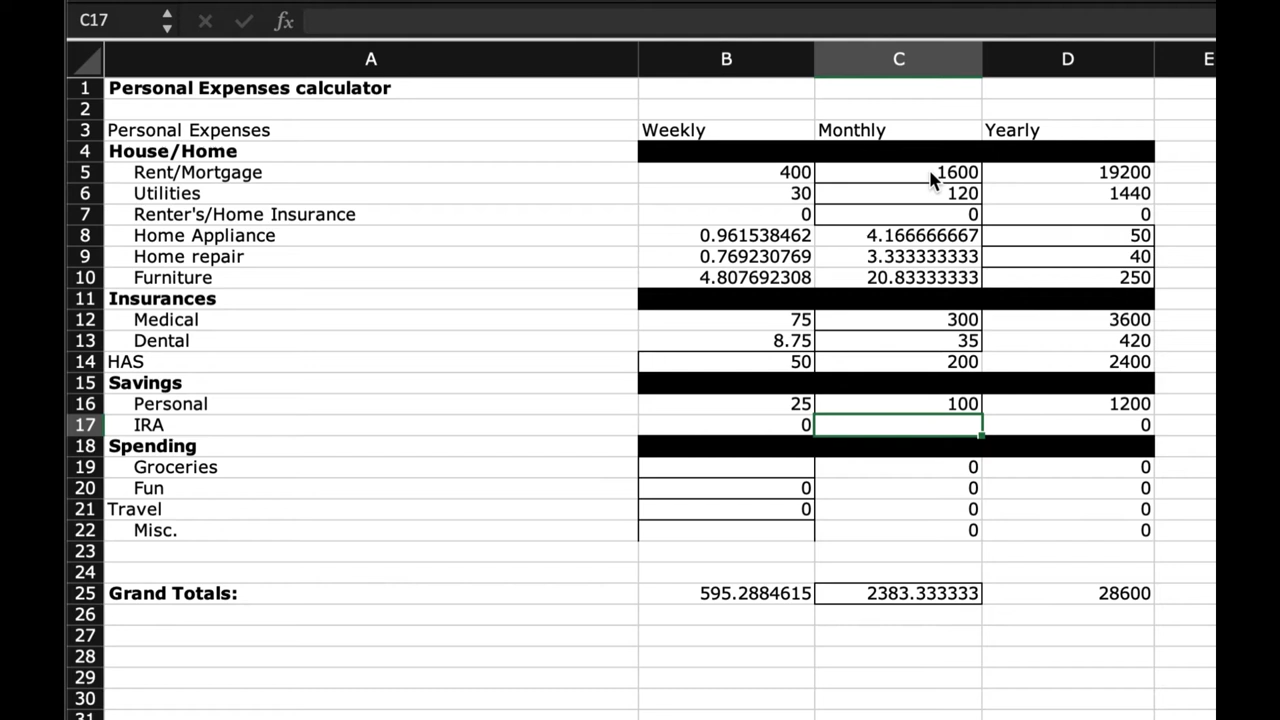 C17 fx
A B C D E
1 Personal Expenses calculator
2
3 Personal Expenses Weekly Monthly Yearly
4 House/Home
5 Rent/Mortgage 400 1600 19200
6 Utilities 30 120 1440
7 Renter's/Home Insurance 0 0 0
8 Home Appliance 0.961538462 4.166666667 50
9 Home repair 0.769230769 3.333333333 40
10 Furniture 4.807692308 20.83333333 250
11 Insurances
12 Medical 75 300 3600
13 Dental 8.75 35 420
14 HAS 50 200 2400
15 Savings
16 Personal 25 100 1200
17 IRA 0 0
18 Spending
19 Groceries 0 0
20 Fun 0 0 0
21 Travel 0 0 0
22 Misc. 0 0
23
24
25 Grand Totals: 595.2884615 2383.333333 28600
26
27
28
29
30
31